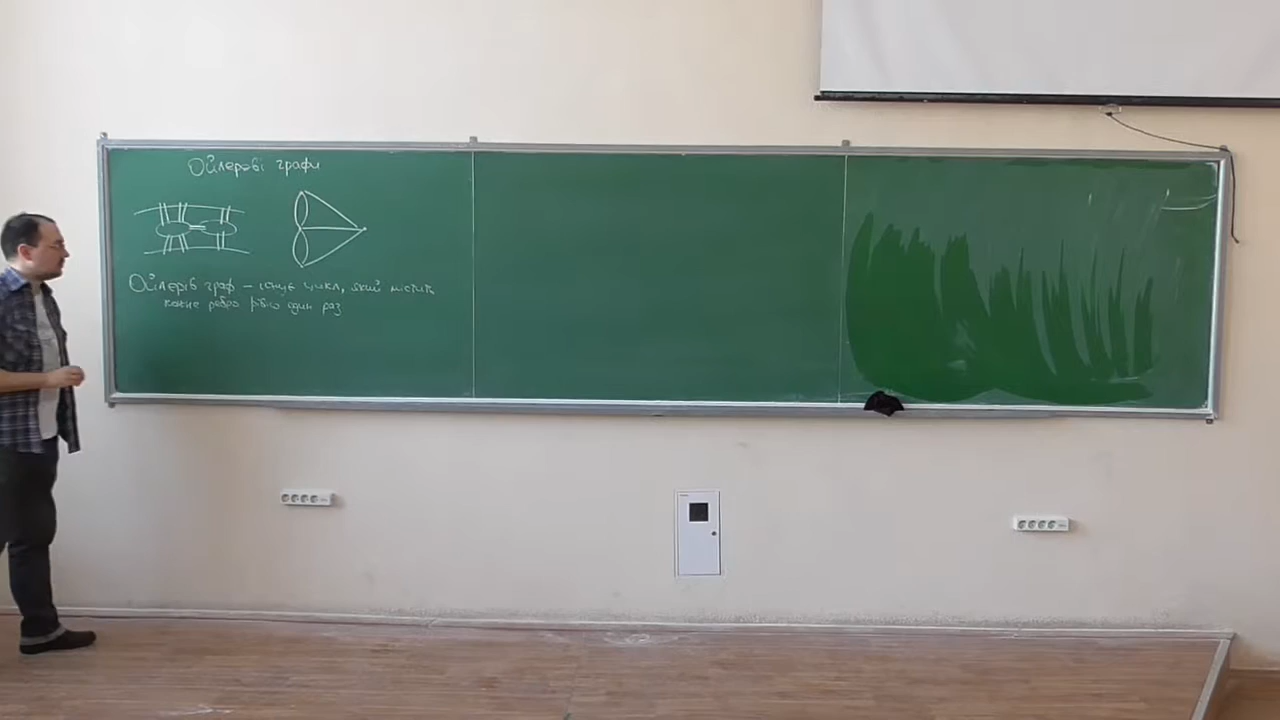 Ойлерові графи
Ойлерів граф – існує цикл, який містить
кожне ребро рівно один раз